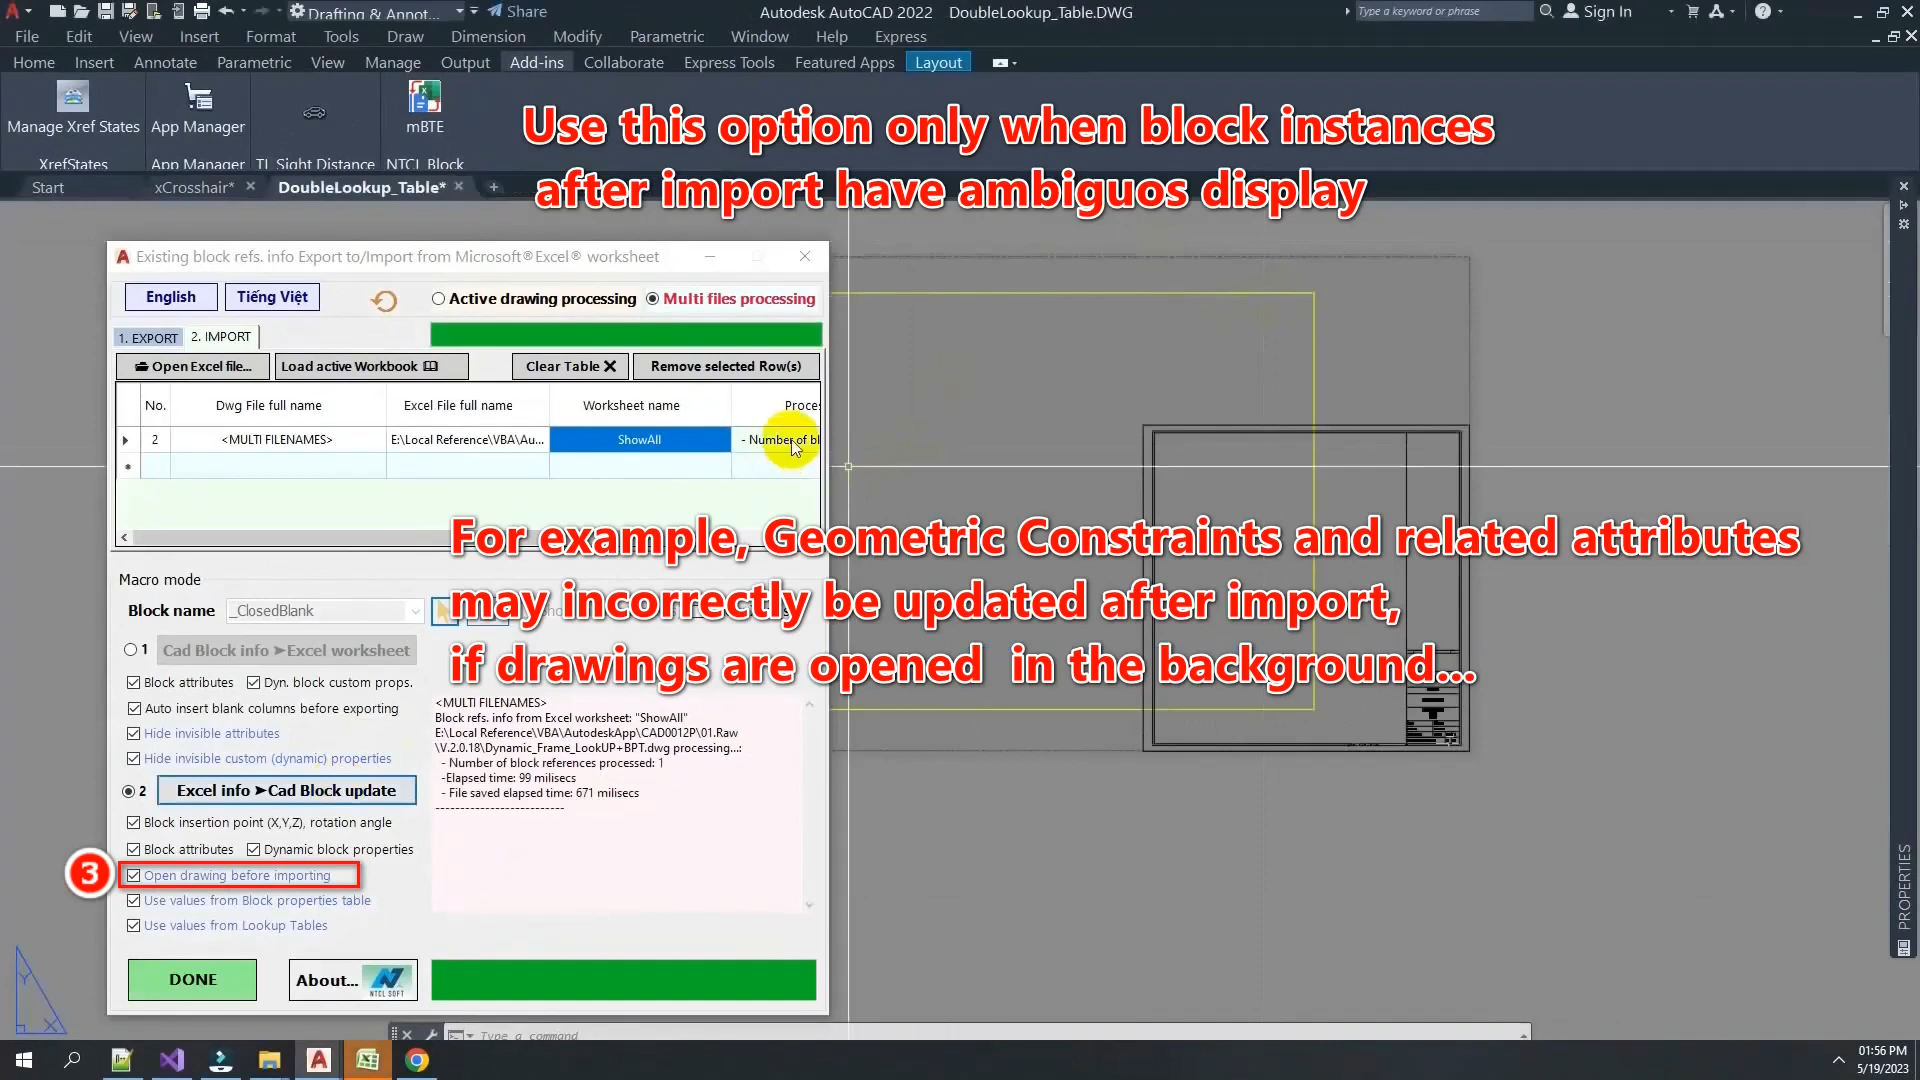 Drafting & Annot...
Share
Autodesk AutoCAD 2022
DoubleLookup_Table.DWG
Type a keyword or phrase
Sign In
File
Edit
View
Insert
Format
Tools
Draw
Dimension
Modify
Parametric
Window
Help
Express
Home
Insert
Annotate
Parametric
View
Manage
Output
Add-ins
Collaborate
Express Tools
Featured Apps
Layout
Manage Xref States
App Manager
mBTE
XrefStates
App Manager
TL Sight Distance
NTCL Block
Use this option only when block instances
after import have ambiguos display
Start
xCrosshair*
DoubleLookup_Table*
Existing block refs. info Export to/Import from Microsoft®Excel® worksheet
English
Tiếng Việt
Active drawing processing
Multi files processing
1. EXPORT
2. IMPORT
Open Excel file...
Load active Workbook
Clear Table
Remove selected Row(s)
No.
Dwg File full name
Excel File full name
Worksheet name
Proces
2
<MULTI FILENAMES>
E:\Local Reference\VBA\Au...
ShowAll
- Number of bl
For example, Geometric Constraints and related attributes
may incorrectly be updated after import,
if drawings are opened in the background...
Macro mode
Block name
_ClosedBlank
1
Cad Block info ➤Excel worksheet
Block attributes
Dyn. block custom props.
Auto insert blank columns before exporting
Hide invisible attributes
Hide invisible custom (dynamic) properties
2
Excel info ➤Cad Block update
Block insertion point (X,Y,Z), rotation angle
Block attributes
Dynamic block properties
3
Open drawing before importing
Use values from Block properties table
Use values from Lookup Tables
<MULTI FILENAMES>
Block refs. info from Excel worksheet: "ShowAll"
E:\Local Reference\VBA\AutodeskApp\CAD0012P\01.Raw
\V.2.0.18\Dynamic_Frame_LookUP+BPT.dwg processing...:
- Number of block references processed: 1
-Elapsed time: 99 milisecs
- File saved elapsed time: 671 milisecs
--------------------------
DONE
About...
NTCL SOFT
PROPERTIES
Y
X
Type a command
01:56 PM
5/19/2023